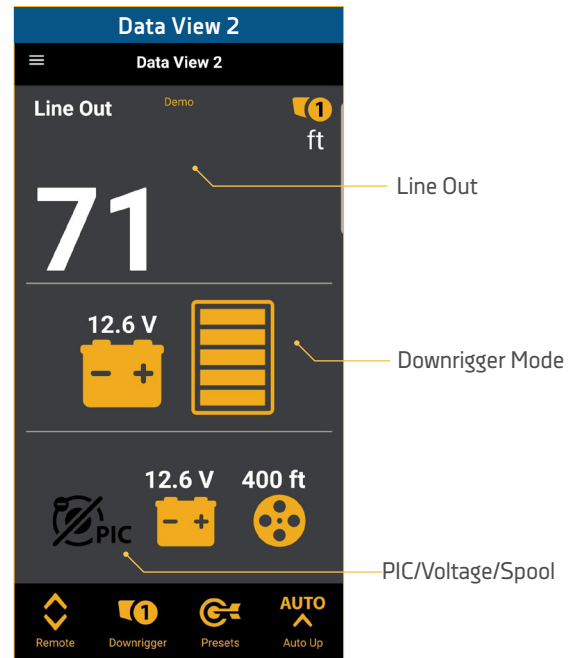 Data View 2
Data View 2
Line Out
Demo
1
ft
Line Out
71
12.6 V
Downrigger Mode
12.6 V
400 ft
PIC
PIC/Voltage/Spool
1
AUTO
Remote
Downrigger
Presets
Auto Up